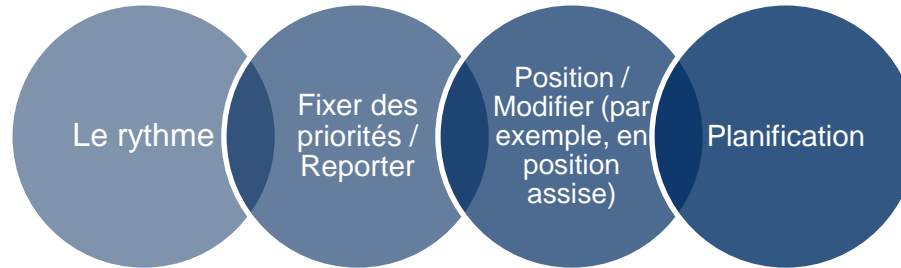 Le rythme
Fixer des
priorités /
Reporter
Position /
Modifier (par
exemple, en
position
assise)
Planification